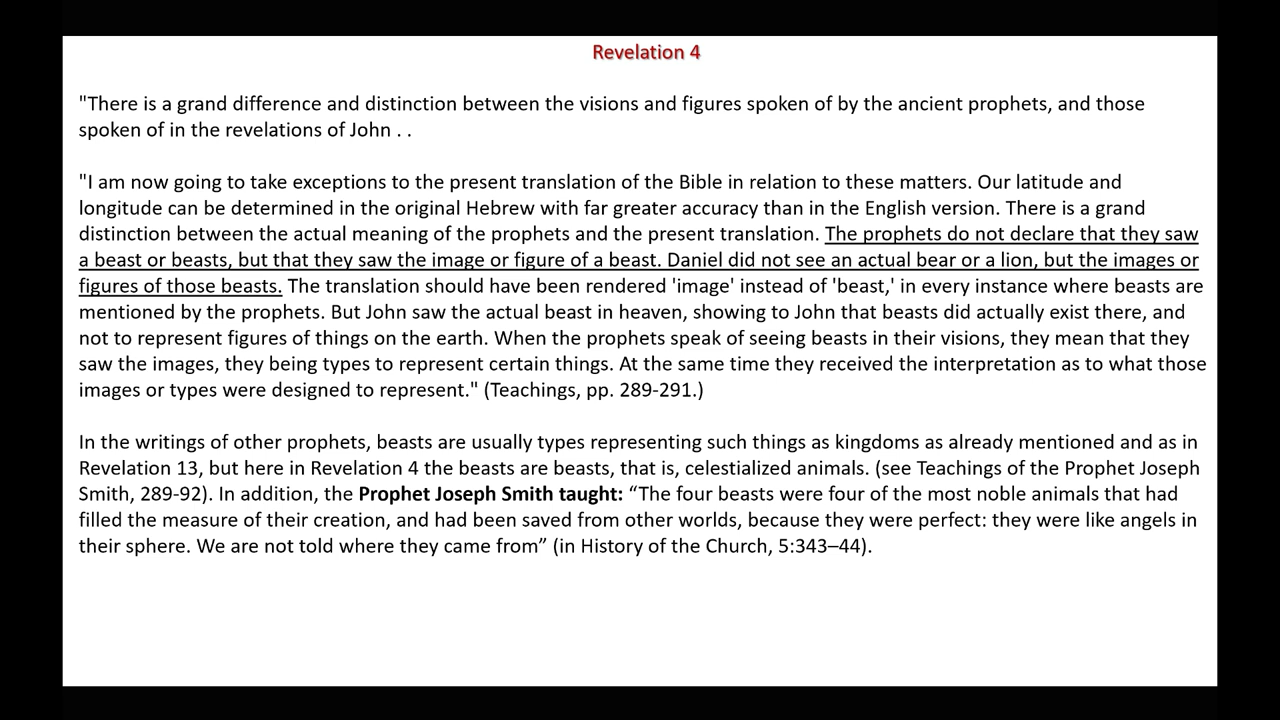 Revelation 4
"There is a grand difference and distinction between the visions and figures spoken of by the ancient prophets, and those
spoken of in the revelations of John . .
"I am now going to take exceptions to the present translation of the Bible in relation to these matters. Our latitude and
longitude can be determined in the original Hebrew with far greater accuracy than in the English version. There is a grand
distinction between the actual meaning of the prophets and the present translation. The prophets do not declare that they saw
a beast or beasts, but that they saw the image or figure of a beast. Daniel did not see an actual bear or a lion, but the images or
figures of those beasts. The translation should have been rendered 'image' instead of 'beast,' in every instance where beasts are
mentioned by the prophets. But John saw the actual beast in heaven, showing to John that beasts did actually exist there, and
not to represent figures of things on the earth. When the prophets speak of seeing beasts in their visions, they mean that they
saw the images, they being types to represent certain things. At the same time they received the interpretation as to what those
images or types were designed to represent." (Teachings, pp. 289-291.)
In the writings of other prophets, beasts are usually types representing such things as kingdoms as already mentioned and as in
Revelation 13, but here in Revelation 4 the beasts are beasts, that is, celestialized animals. (see Teachings of the Prophet Joseph
Smith, 289-92). In addition, the Prophet Joseph Smith taught: “The four beasts were four of the most noble animals that had
filled the measure of their creation, and had been saved from other worlds, because they were perfect: they were like angels in
their sphere. We are not told where they came from” (in History of the Church, 5:343–44).